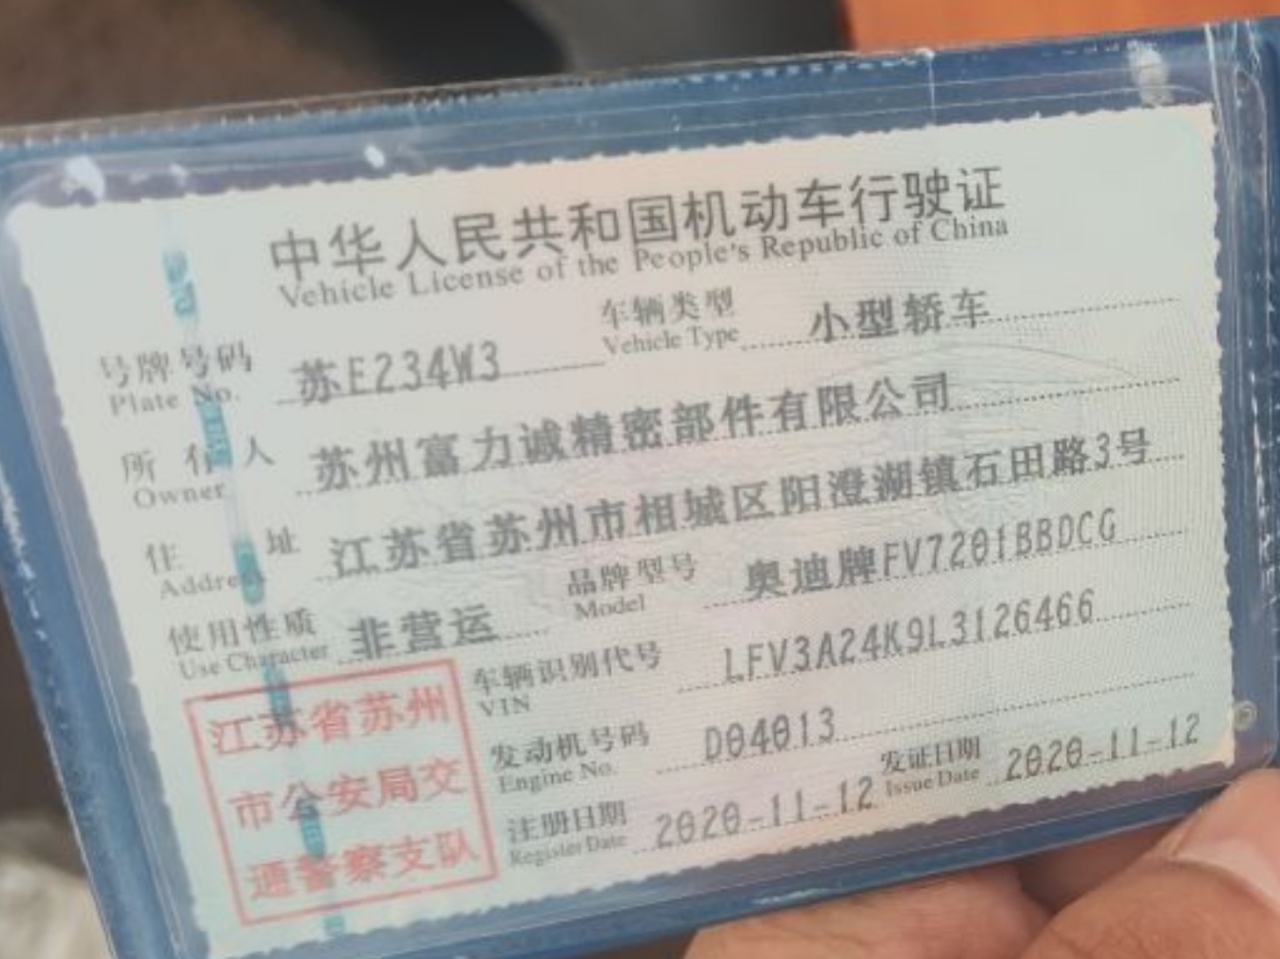 中华人民共和国机动车行驶证
Vehicle License of the People's Republic of China
号牌号码 苏E234W3 车辆类型 小型轿车
Plate No. Vehicle Type
所有人 苏州富力诚精密部件有限公司
Owner
住址 江苏省苏州市相城区阳澄湖镇石田路3号
Address
使用性质 非营运 品牌型号 奥迪牌FV7201BBDCG
Use Character Model
车辆识别代号 LFV3A24K9L3126466
VIN
发动机号码 D04013
Engine No.
注册日期 2020-11-12 发证日期 2020-11-12
Register Date Issue Date
江苏省苏州
市公安局交
通警察支队